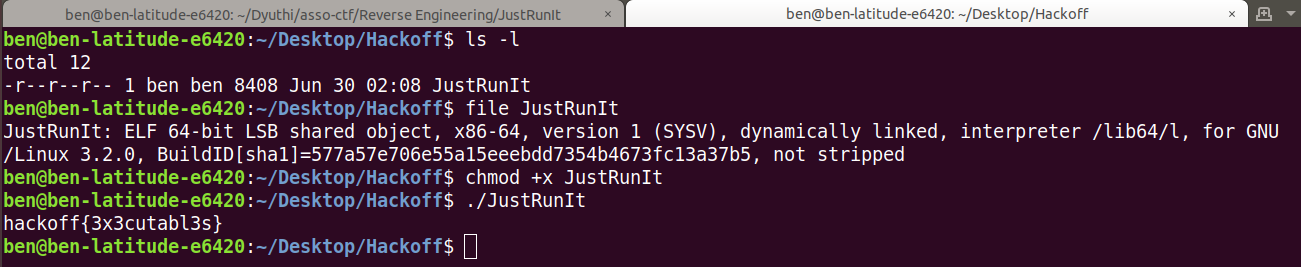 ben@ben-latitude-e6420: ~/Dyuthi/asso-ctf/Reverse Engineering/JustRunIt × ben@ben-latitude-e6420: ~/Desktop/Hackoff ×
ben@ben-latitude-e6420:~/Desktop/Hackoff$ ls -l
total 12
-r--r--r-- 1 ben ben 8408 Jun 30 02:08 JustRunIt
ben@ben-latitude-e6420:~/Desktop/Hackoff$ file JustRunIt
JustRunIt: ELF 64-bit LSB shared object, x86-64, version 1 (SYSV), dynamically linked, interpreter /lib64/l, for GNU
/Linux 3.2.0, BuildID[sha1]=577a57e706e55a15eeebdd7354b4673fc13a37b5, not stripped
ben@ben-latitude-e6420:~/Desktop/Hackoff$ chmod +x JustRunIt
ben@ben-latitude-e6420:~/Desktop/Hackoff$ ./JustRunIt
hackoff{3x3cutabl3s}
ben@ben-latitude-e6420:~/Desktop/Hackoff$